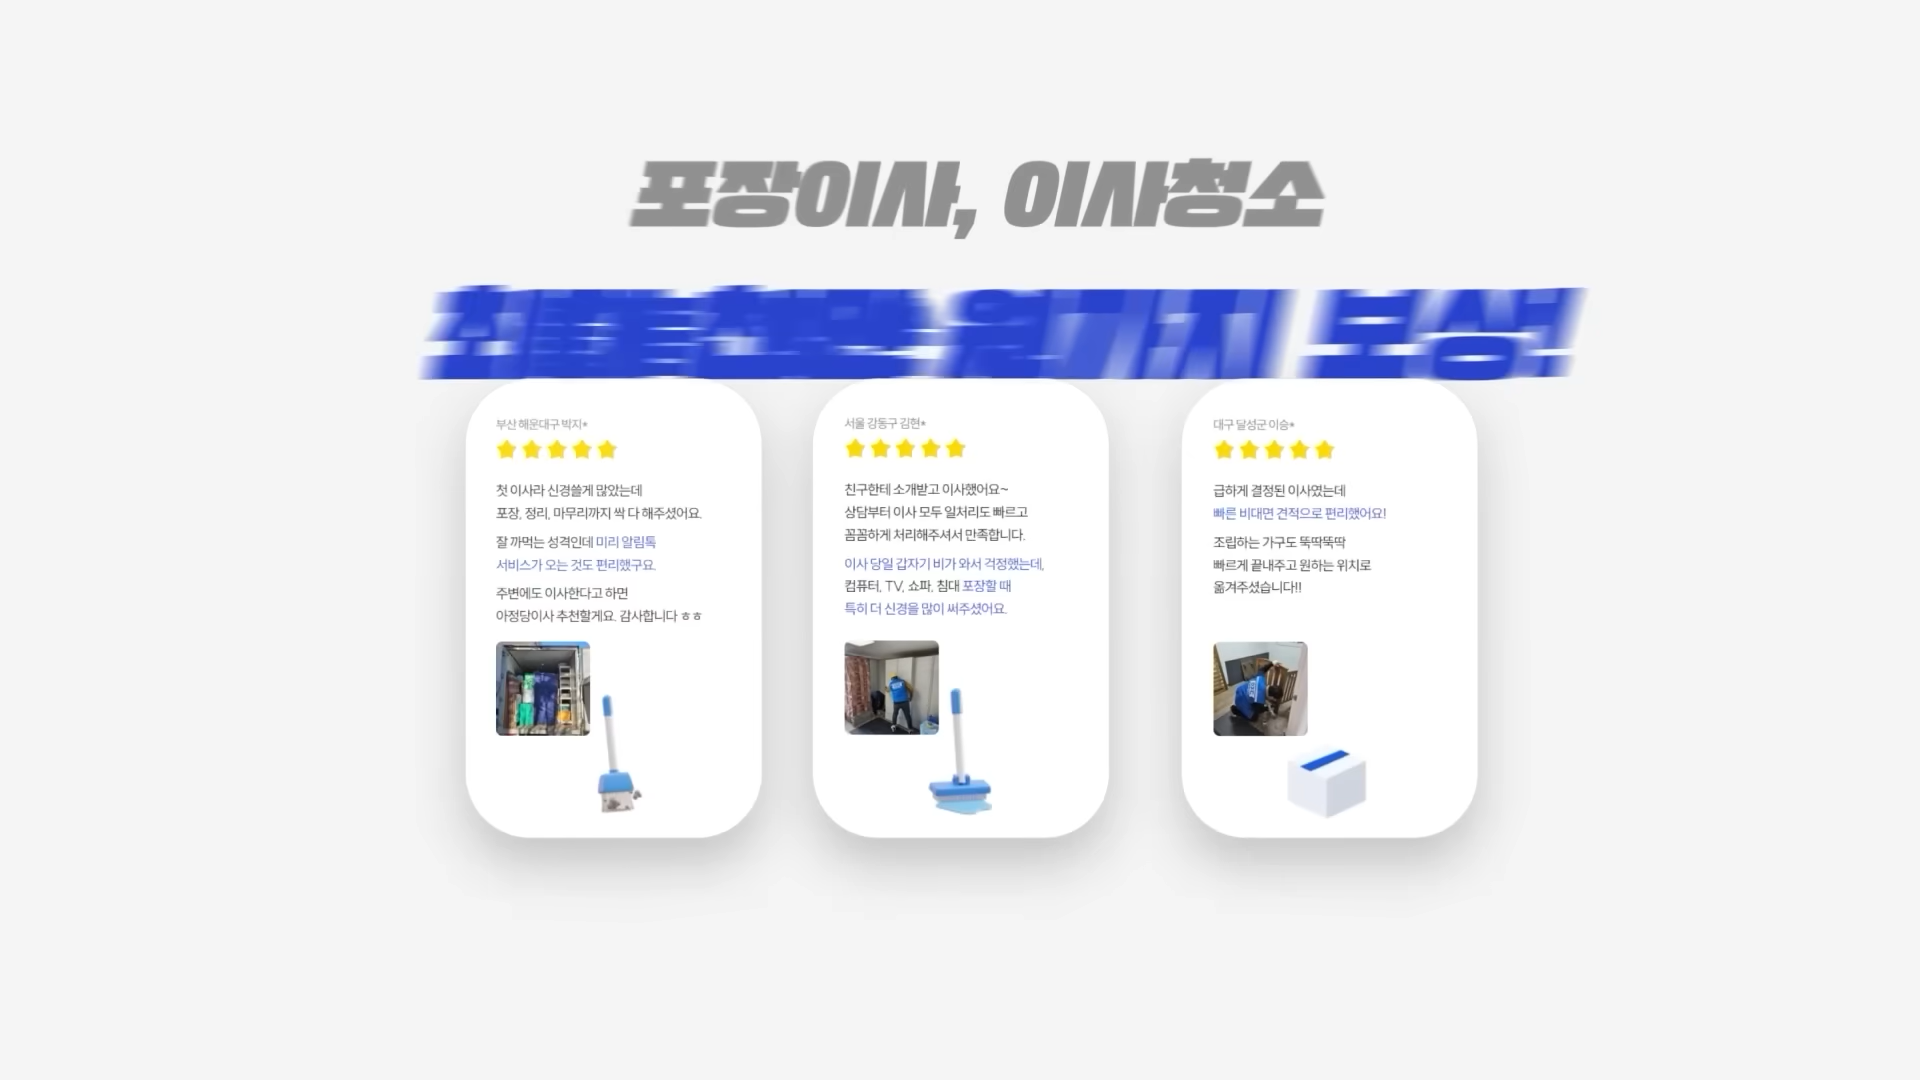 포장이사, 이사청소
최대 천만 원까지 보상!
부산 해운대구 박지*
첫 이사라 신경쓸게 많았는데
포장, 정리, 마무리까지 싹 다 해주셨어요.
잘 까먹는 성격인데 미리 알림톡
서비스가 오는 것도 편리했구요.
주변에도 이사한다고 하면
아정당이사 추천할게요. 감사합니다 ㅎㅎ
서울 강동구 김현*
친구한테 소개받고 이사했어요~
상담부터 이사 모두 일처리도 빠르고
꼼꼼하게 처리해주셔서 만족합니다.
이사 당일 갑자기 비가 와서 걱정했는데,
컴퓨터, TV, 쇼파, 침대 포장할 때
특히 더 신경을 많이 써주셨어요.
대구 달성군 이승*
급하게 결정된 이사였는데
빠른 비대면 견적으로 편리했어요!
조립하는 가구도 뚝딱뚝딱
빠르게 끝내주고 원하는 위치로
옮겨주셨습니다!!